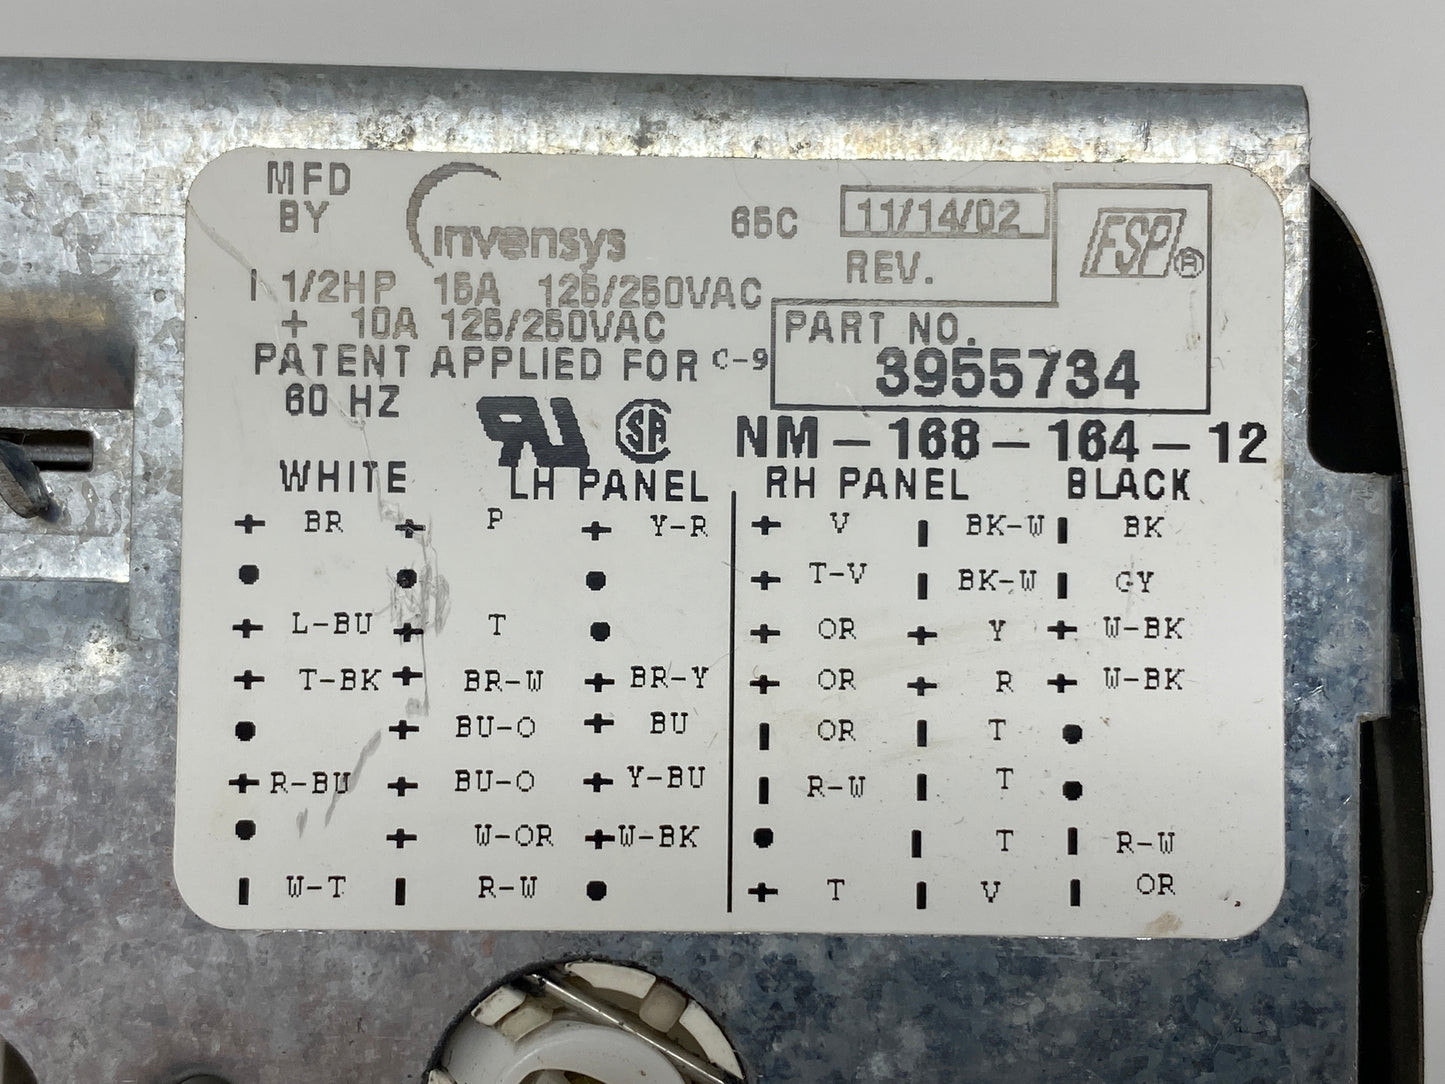 MFD
BY
invensys
65C
11/14/02
REV.
FSP ®
I 1/2HP 15A 125/250VAC
+ 10A 125/250VAC
PATENT APPLIED FOR C-9
60 HZ
PART NO.
3955734
NM-168-164-12
WHITE LH PANEL RH PANEL BLACK
+ BR + P + Y-R + V | BK-W | BK
● ● ● + T-V | BK-W | GY
+ L-BU + T ● + OR + Y + W-BK
+ T-BK + BR-W + BR-Y + OR + R + W-BK
● + BU-O + BU | OR | T ●
+ R-BU + BU-O + Y-BU | R-W | T ●
● + W-OR + W-BK ● | T | R-W
| W-T | R-W ● + T | V | OR